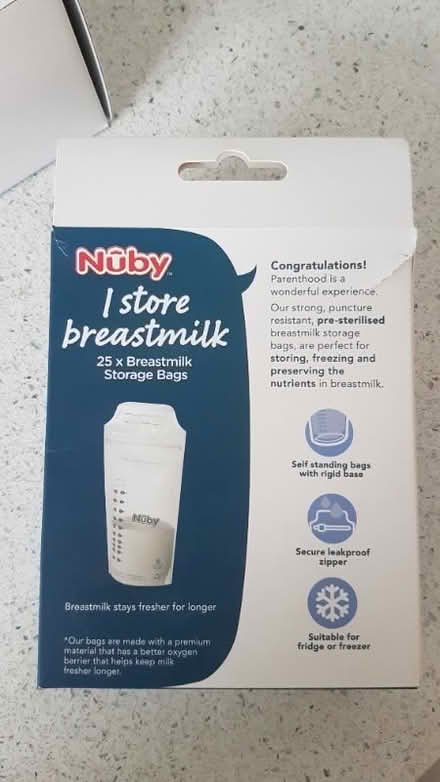 Nûby™
I store
breastmilk
25 x Breastmilk
Storage Bags
Nûby
Breastmilk stays fresher for longer
*Our bags are made with a premium
material that has a better oxygen
barrier that helps keep milk
fresher longer.
Congratulations!
Parenthood is a
wonderful experience.
Our strong, puncture
resistant, pre-sterilised
breastmilk storage
bags, are perfect for
storing, freezing and
preserving the
nutrients in breastmilk.
Self standing bags
with rigid base
Secure leakproof
zipper
Suitable for
fridge or freezer